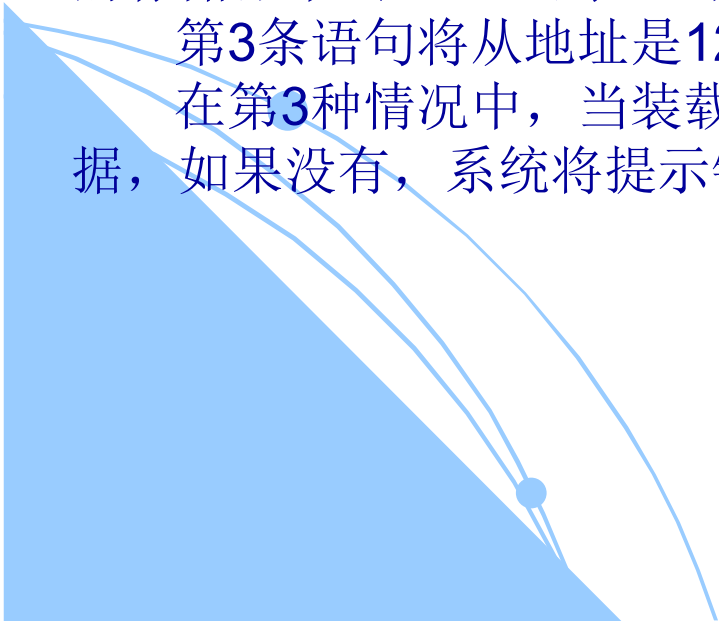 第3条语句将从地址是12
在第3种情况中，当装载
据，如果没有，系统将提示